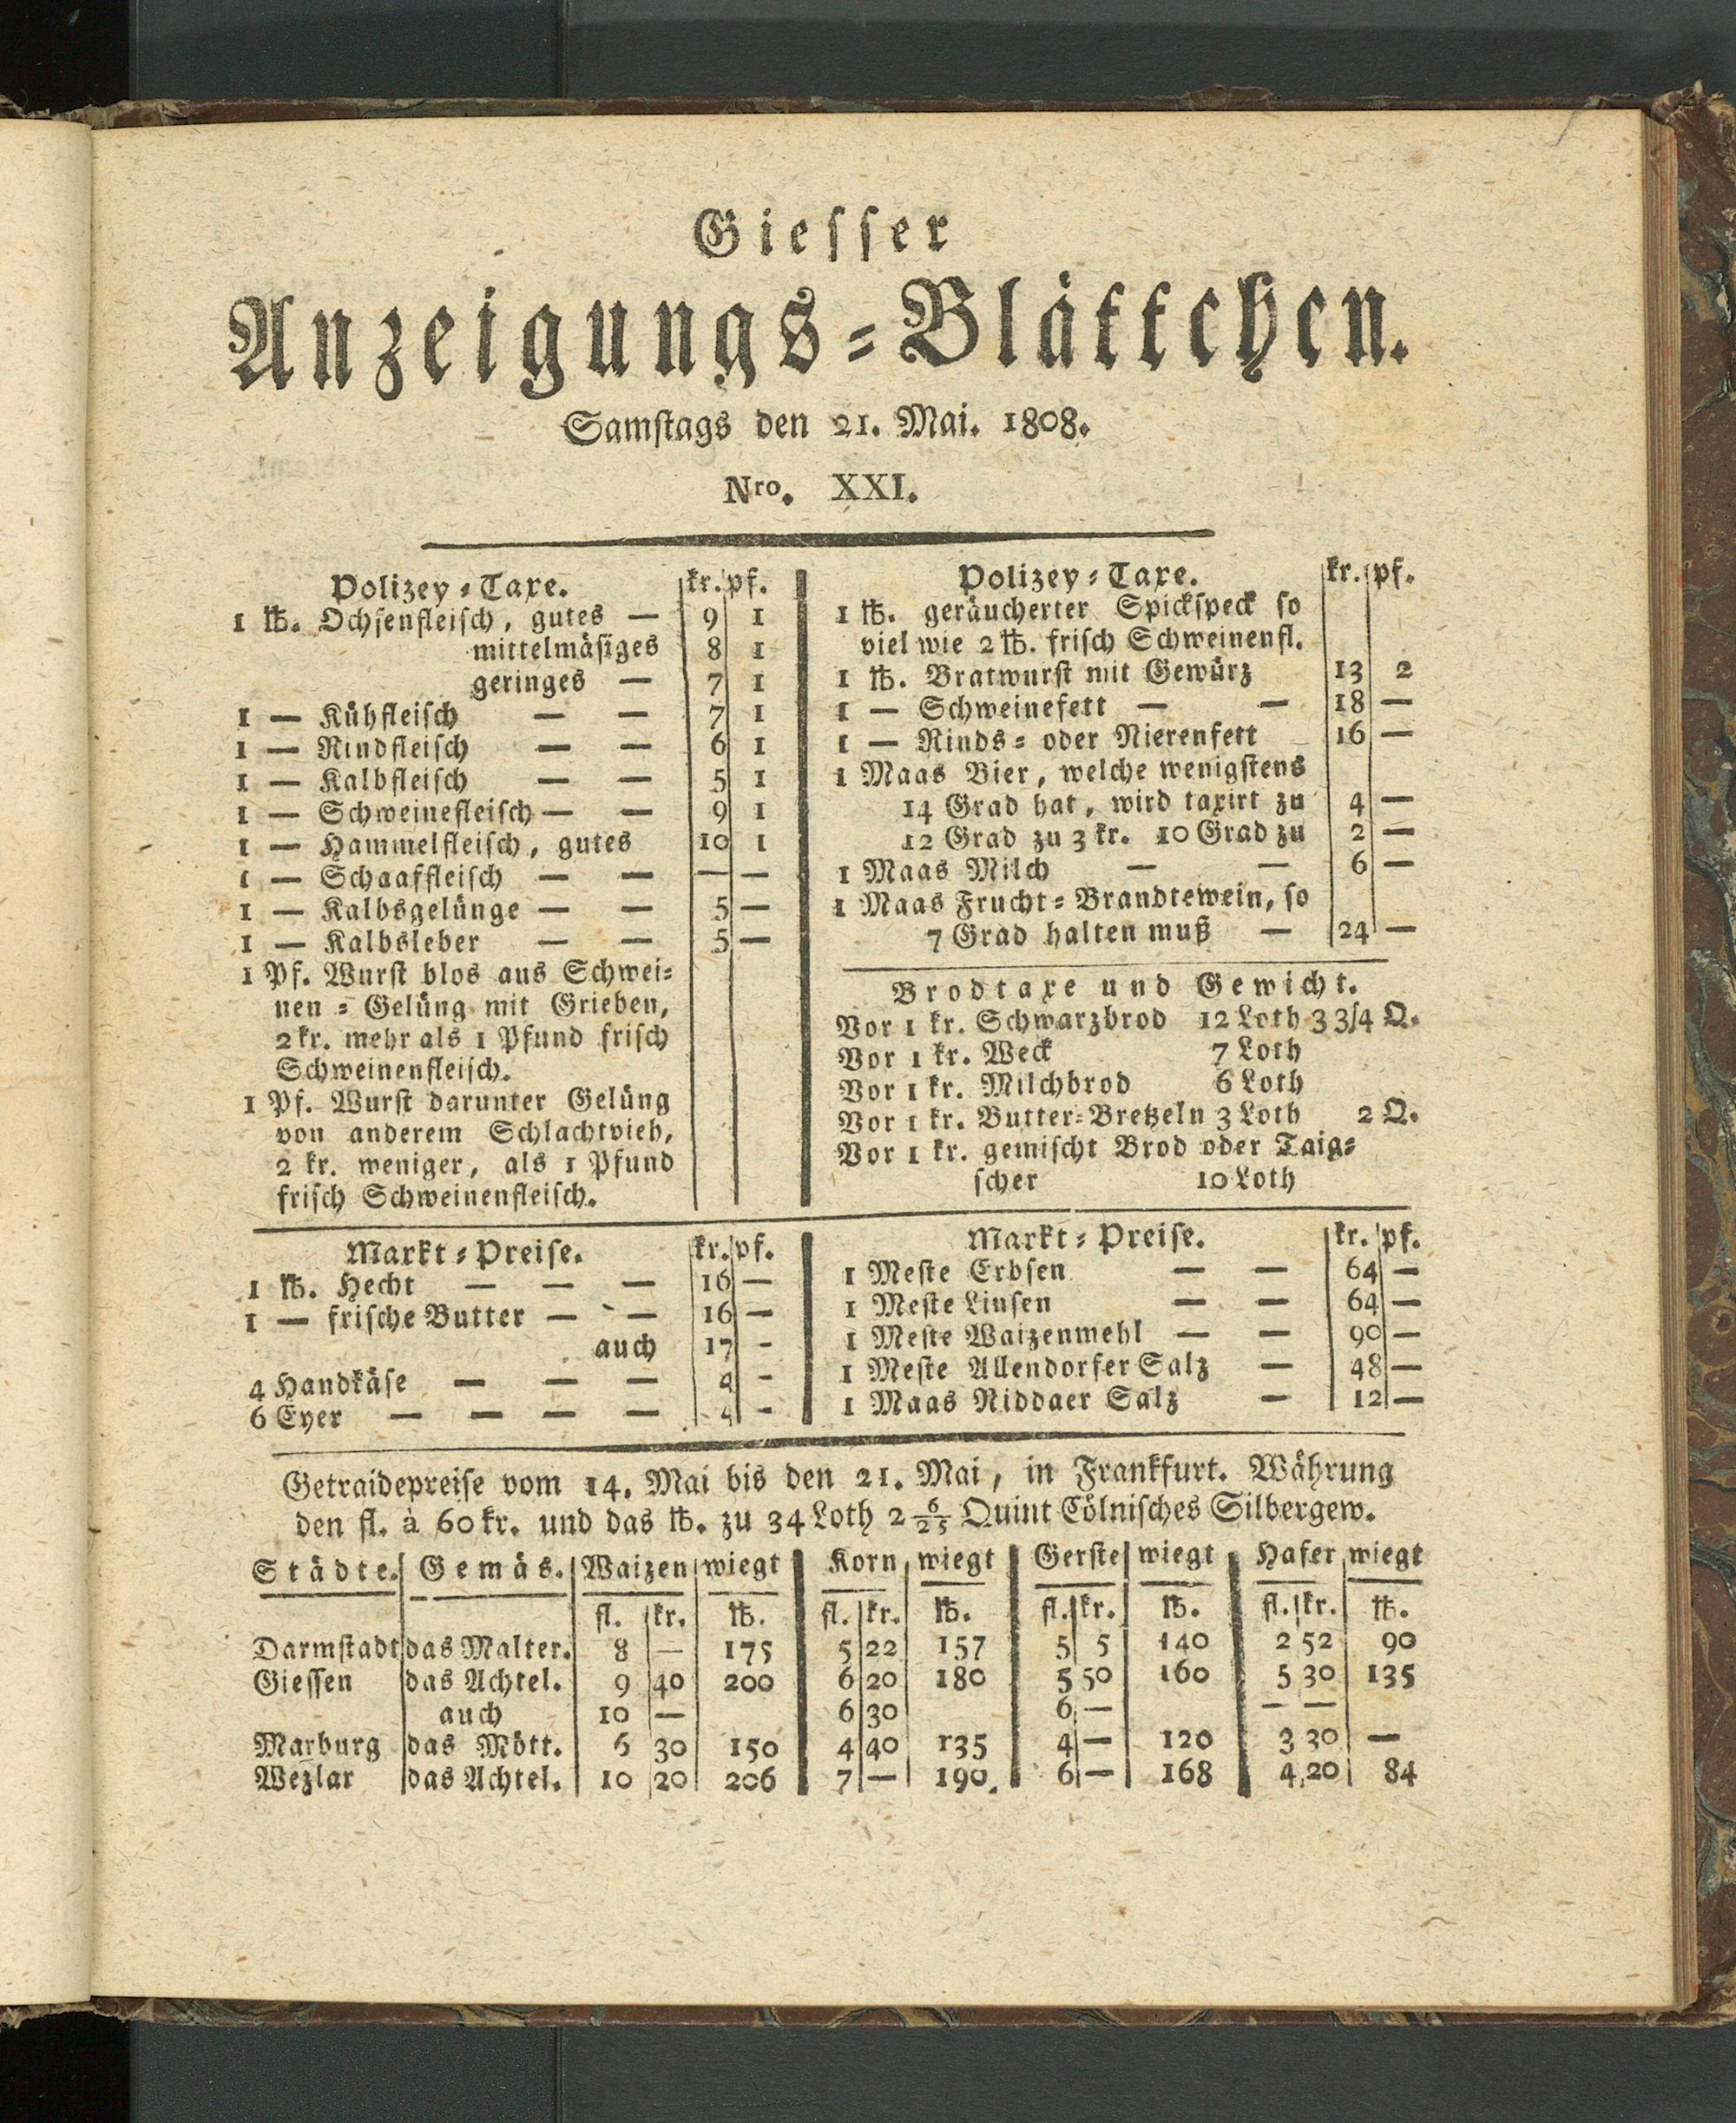 Giesser
Anzeigungs-Blättchen.
Samstags den 21. Mai. 1808.
Nro. XXI.
Polizey-Taxe. kr. pf.
1 ℔. Ochsenfleisch, gutes — 9 1
mittelmäsiges 8 1
geringes — 7 1
1 — Kühfleisch — — 7 1
1 — Rindfleisch — — 6 1
1 — Kalbfleisch — — 5 1
1 — Schweinefleisch — — 9 1
1 — Hammelfleisch, gutes 10 1
1 — Schaaffleisch — — — —
1 — Kalbsgelünge — — 5 —
1 — Kalbsleber — — 5 —
1 Pf. Wurst blos aus Schwei-
nen-Gelüng mit Grieben,
2 kr. mehr als 1 Pfund frisch
Schweinenfleisch.
1 Pf. Wurst darunter Gelüng
von anderem Schlachtvieh,
2 kr. weniger, als 1 Pfund
frisch Schweinenfleisch.
Polizey-Taxe. kr. pf.
1 ℔. geräucherter Spickspeck so
viel wie 2 ℔. frisch Schweinenfl.
1 ℔. Bratwurst mit Gewürz 13 2
1 — Schweinefett — — 18 —
1 — Rinds- oder Nierenfett 16 —
1 Maas Bier, welche wenigstens
14 Grad hat, wird taxirt zu 4 —
12 Grad zu 3 kr. 10 Grad zu 2 —
1 Maas Milch — — 6 —
1 Maas Frucht-Brandtewein, so
7 Grad halten muß — 24 —
Brodtaxe und Gewicht.
Vor 1 kr. Schwarzbrod 12 Loth 3 3/4 Q.
Vor 1 kr. Weck 7 Loth
Vor 1 kr. Milchbrod 6 Loth
Vor 1 kr. Butter-Bretzeln 3 Loth 2 Q.
Vor 1 kr. gemischt Brod oder Taig-
scher 10 Loth
Markt-Preise. kr. pf.
1 ℔. Hecht — — — 16 —
1 — frische Butter — — 16 —
auch 17 -
4 Handkäse — — — 4 -
6 Eyer — — — — 4 -
Markt-Preise. kr. pf.
1 Meste Erbsen — — 64 —
1 Meste Linsen — — 64 —
1 Meste Waizenmehl — — 90 —
1 Meste Allendorfer Salz — 48 —
1 Maas Niddaer Salz — 12 —
Getraidepreise vom 14. Mai bis den 21. Mai, in Frankfurt. Währung
den fl. à 60 kr. und das ℔. zu 34 Loth 2 6/25 Quint Cölnisches Silbergew.
Städte. Gemäs. Waizen wiegt Korn wiegt Gerste wiegt Hafer wiegt
fl. kr. ℔. fl. kr. ℔. fl. kr. ℔. fl. kr. ℔.
Darmstadt das Malter. 8 — 175 5 22 157 5 5 140 2 52 90
Giessen das Achtel. 9 40 200 6 20 180 5 50 160 5 30 135
auch 10 — 6 30 6 — — —
Marburg das Mött. 6 30 150 4 40 135 4 — 120 3 30 —
Wezlar das Achtel. 10 20 206 7 — 190. 6 — 168 4 20 84